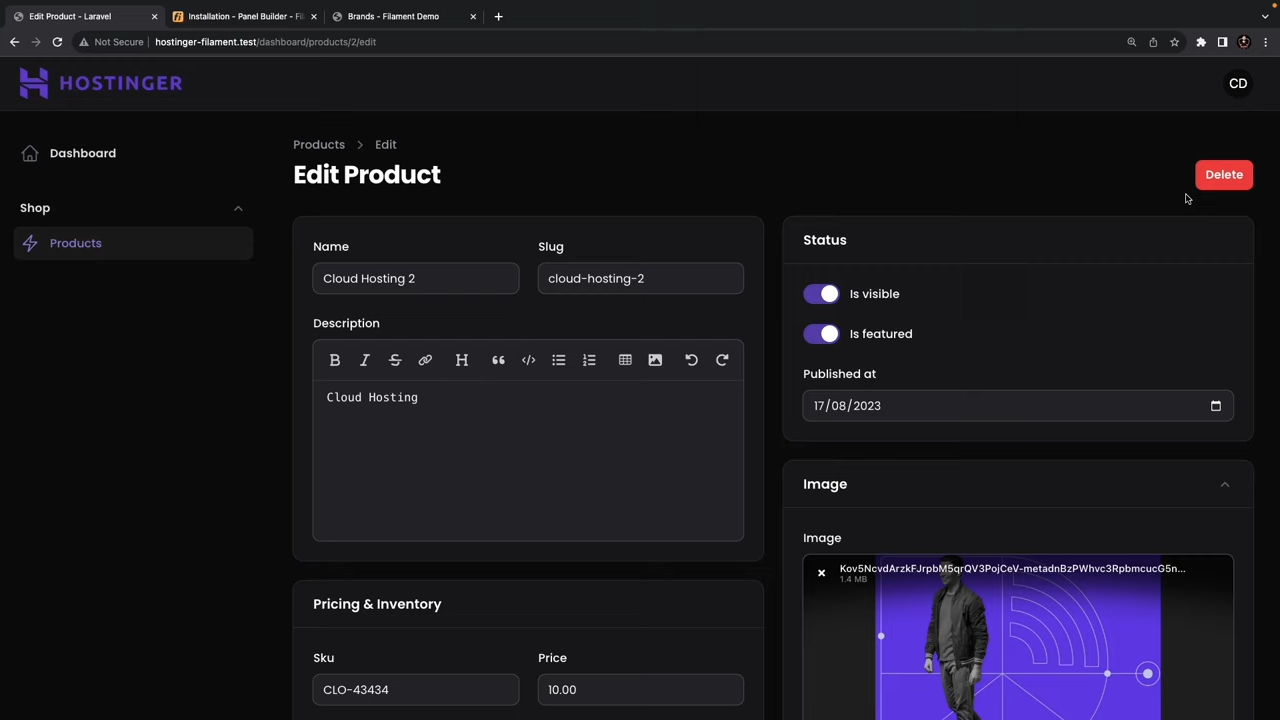 Edit Product - Laravel
Installation - Panel Builder - Fil
Brands - Filament Demo
Not Secure
hostinger-filament.test/dashboard/products/2/edit
HOSTINGER
CD
Dashboard
Shop
Products
Products > Edit
Edit Product
Delete
Name
Slug
Cloud Hosting 2
cloud-hosting-2
Description
B
I
S
H
Cloud Hosting
Pricing & Inventory
Sku
Price
CLO-43434
10.00
Status
Is visible
Is featured
Published at
17/08/2023
Image
Image
Kov5NcvdArzkFJrpbM5qrQV3PojCeV-metadnBzPWhvc3RpbmcucG5n...
1.4 MB